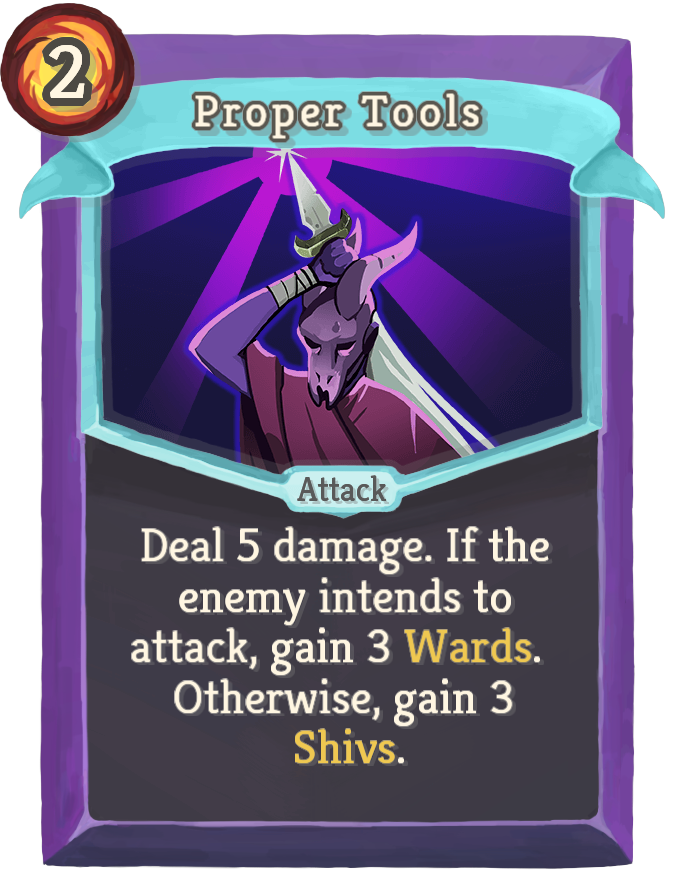 2
Proper Tools
Attack
Deal 5 damage. If the
enemy intends to
attack, gain 3 Wards.
Otherwise, gain 3
Shivs.